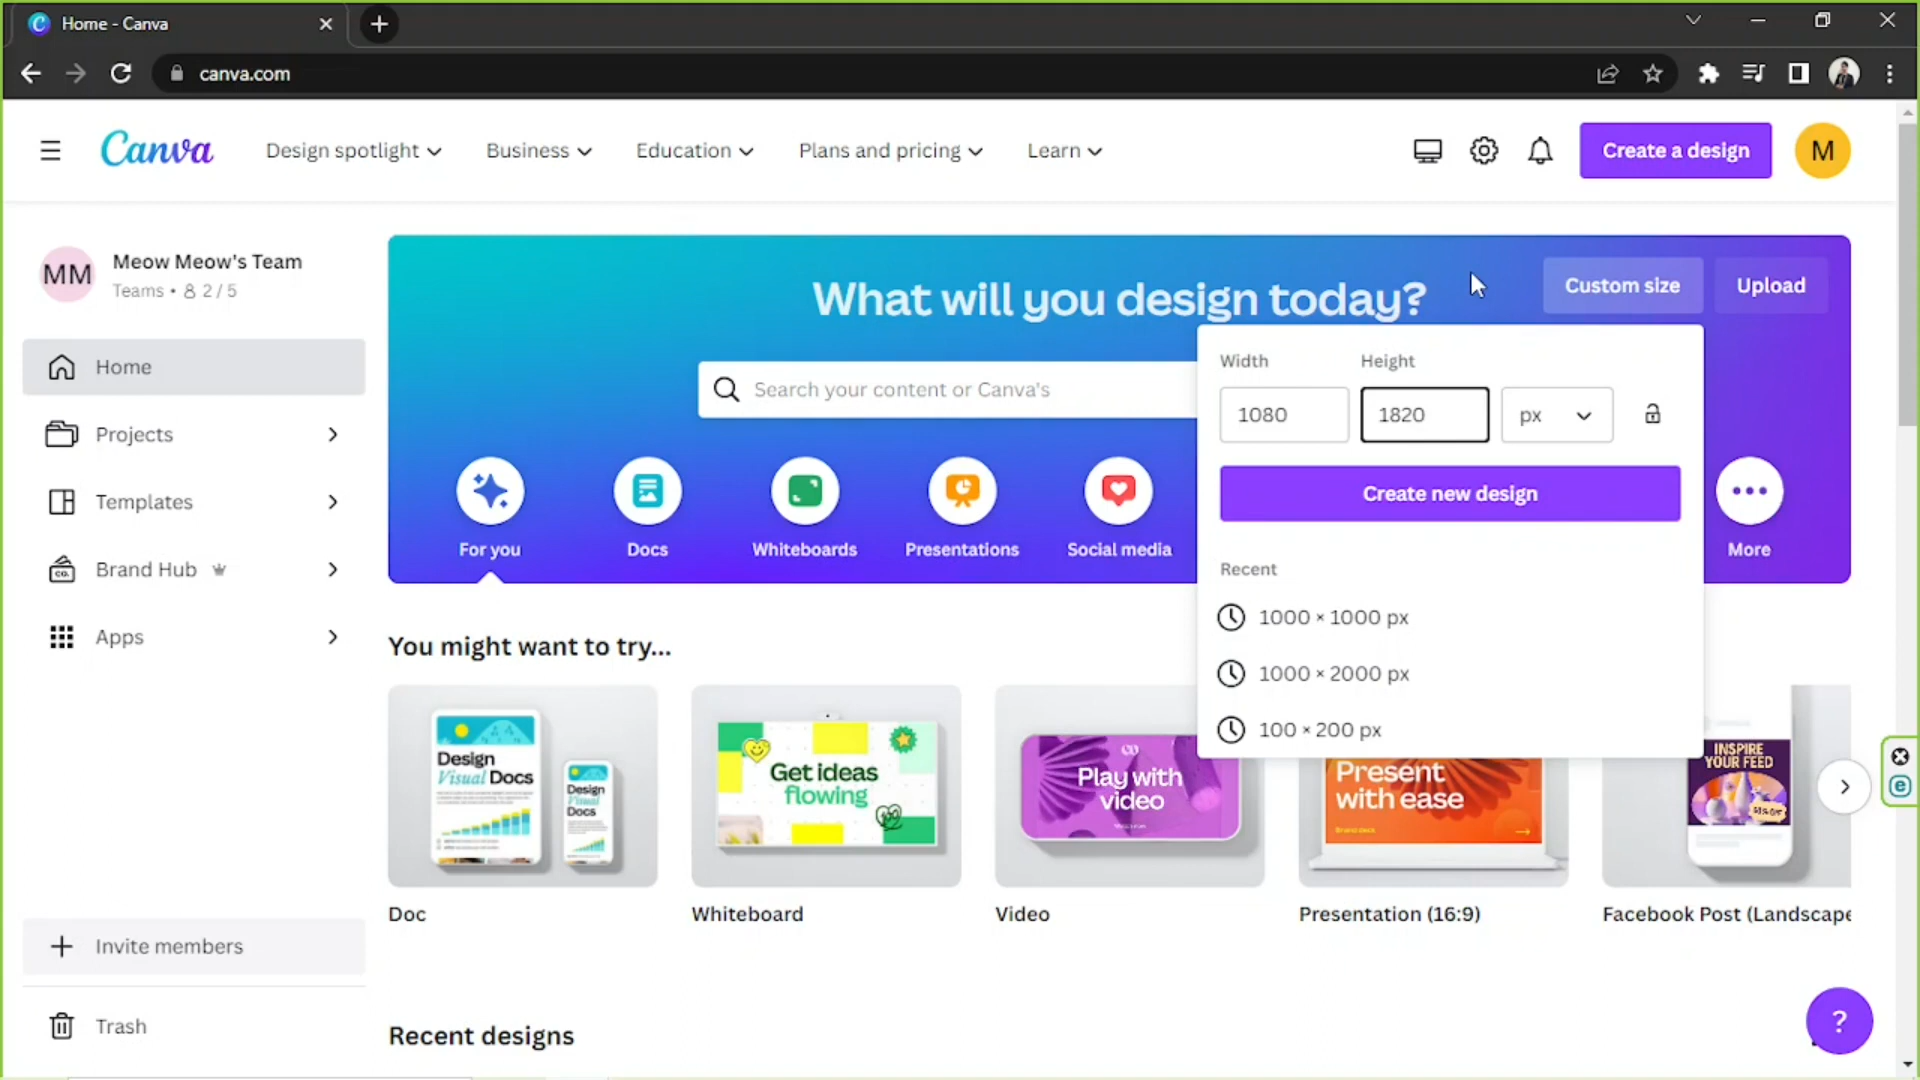 Home - Canva
canva.com
Canva
Design spotlight
Business
Education
Plans and pricing
Learn
Create a design
M
MM
Meow Meow's Team
Teams • 2 / 5
Home
Projects
Templates
Brand Hub
CO.
Apps
Invite members
Trash
What will you design today?
Custom size
Upload
Search your content or Canva's
For you
Docs
Whiteboards
Presentations
Social media
More
Width
Height
1080
1820
px
Create new design
Recent
1000 × 1000 px
1000 × 2000 px
100 × 200 px
You might want to try...
Design
Visual Docs
Design
Visual
Docs
Get ideas
flowing
Play with
video
Present
with ease
INSPIRE
YOUR FEED
Doc
Whiteboard
Video
Presentation (16:9)
Facebook Post (Landscape
Recent designs
?